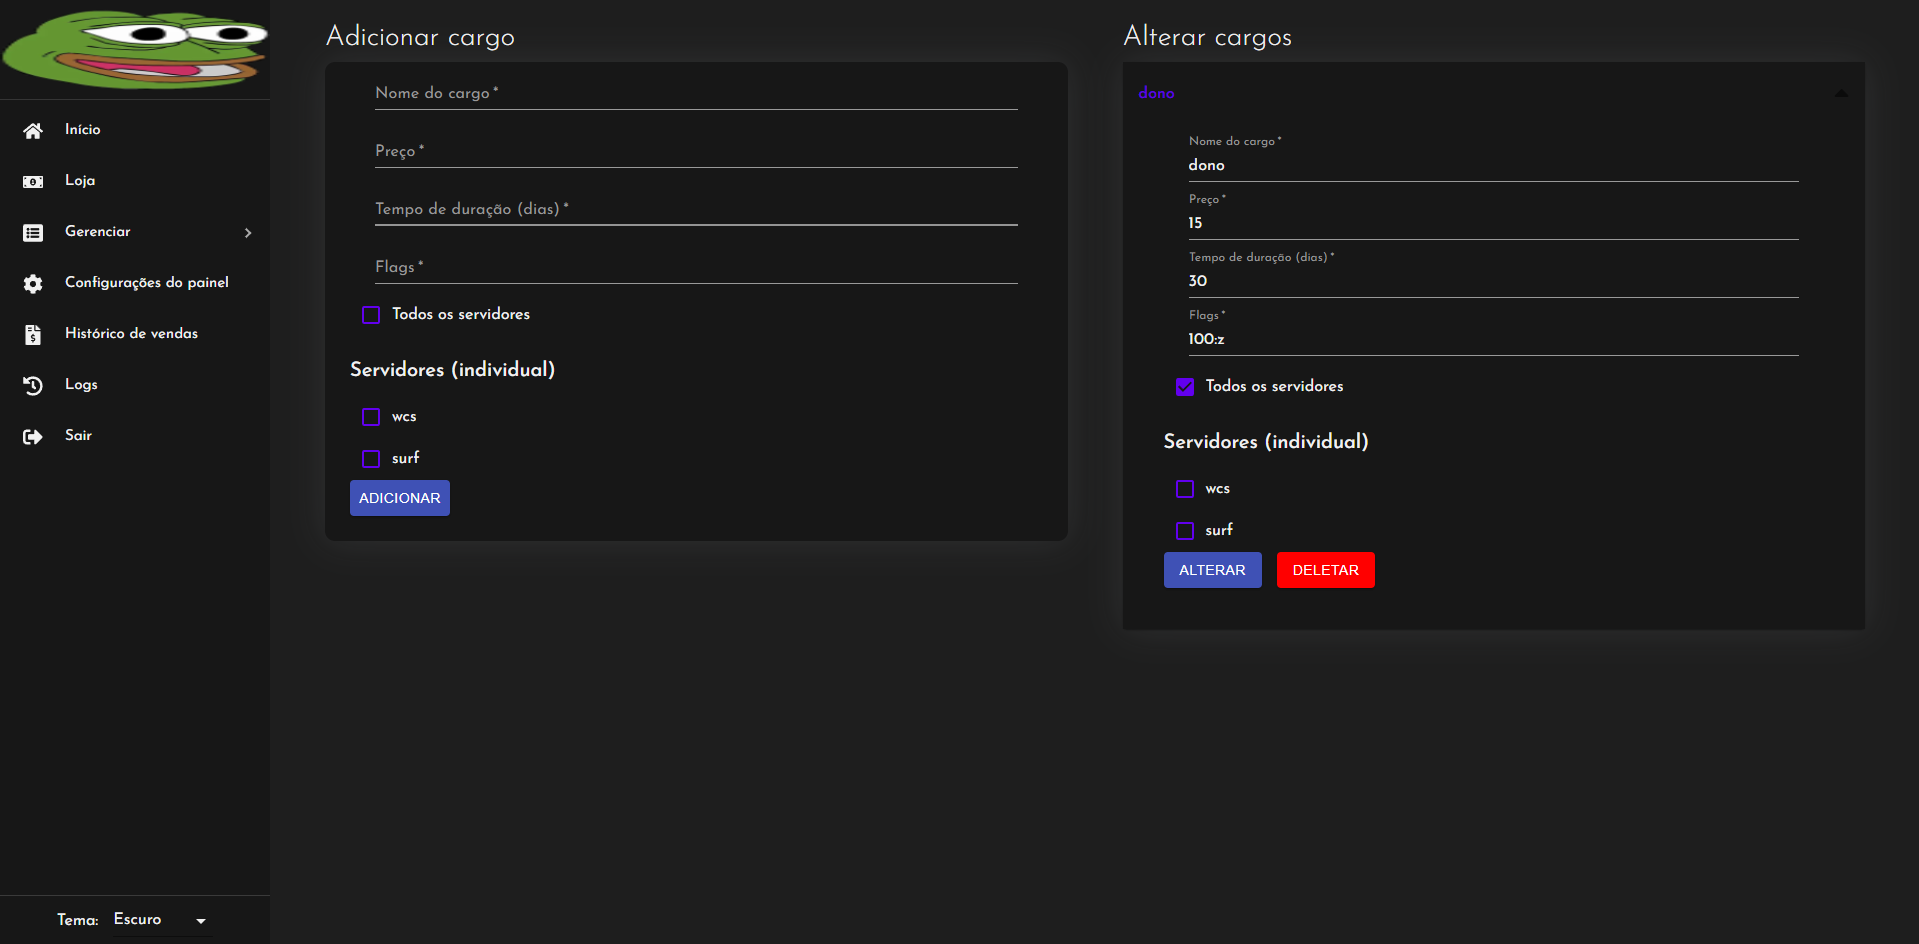 Início
Loja
Gerenciar
Configurações do painel
Histórico de vendas
Logs
Sair
Tema: Escuro
Adicionar cargo
Nome do cargo *
Preço *
Tempo de duração (dias) *
Flags *
Todos os servidores
Servidores (individual)
wcs
surf
ADICIONAR
Alterar cargos
dono
Nome do cargo *
dono
Preço *
15
Tempo de duração (dias) *
30
Flags *
100:z
Todos os servidores
Servidores (individual)
wcs
surf
ALTERAR DELETAR